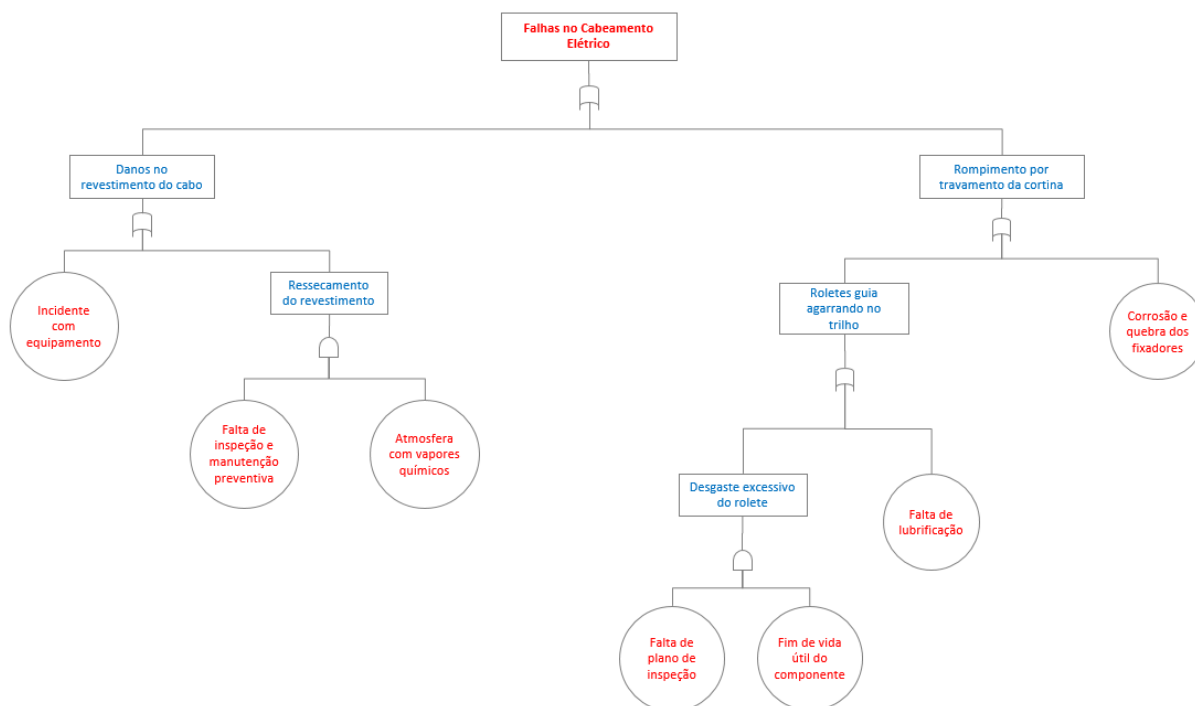 Falhas no Cabeamento
Elétrico
Danos no
revestimento do cabo
Rompimento por
travamento da cortina
Incidente
com
equipamento
Ressecamento
do revestimento
Roletes guia
agarrando no
trilho
Corrosão e
quebra dos
fixadores
Falta de
inspeção e
manutenção
preventiva
Atmosfera
com vapores
químicos
Desgaste excessivo
do rolete
Falta de
lubrificação
Falta de
plano de
inspeção
Fim de vida
útil do
componente